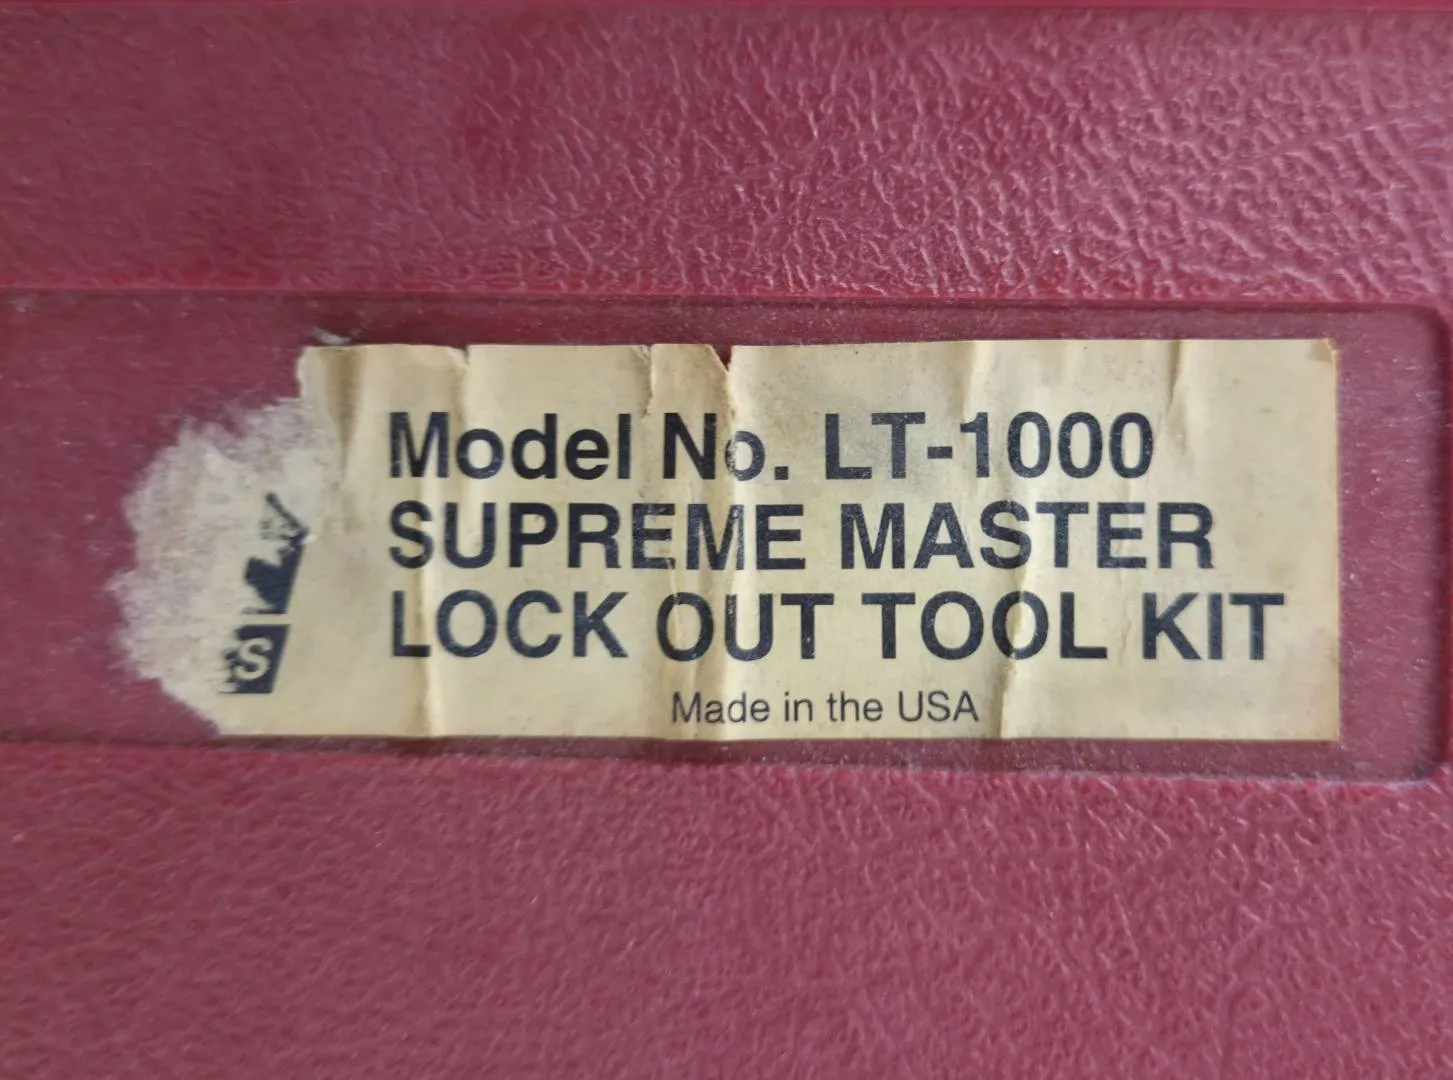 Model No. LT-1000
SUPREME MASTER
LOCK OUT TOOL KIT
Made in the USA
S